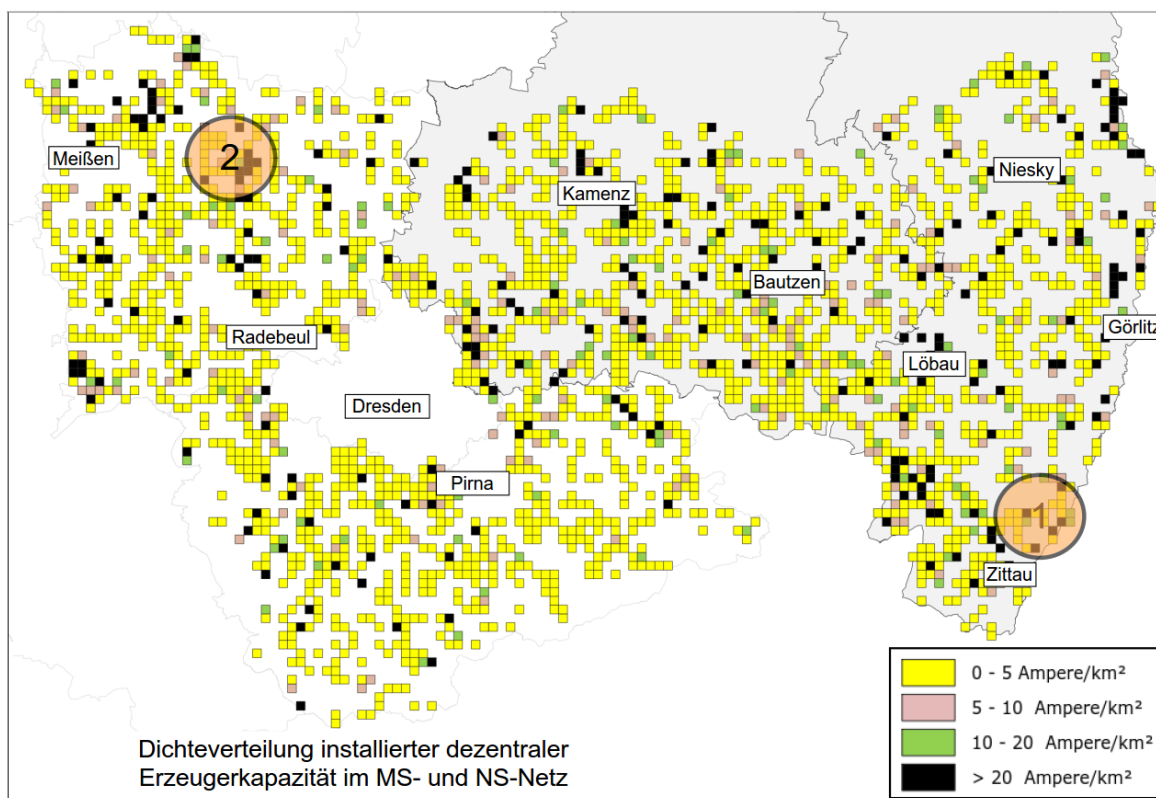 2
Meißen
Niesky
Kamenz
Bautzen
Radebeul
Görlitz
Löbau
Dresden
Pirna
1
Zittau
0 - 5 Ampere/km²
5 - 10 Ampere/km²
10 - 20 Ampere/km²
> 20 Ampere/km²
Dichteverteilung installierter dezentraler
Erzeugerkapazität im MS- und NS-Netz